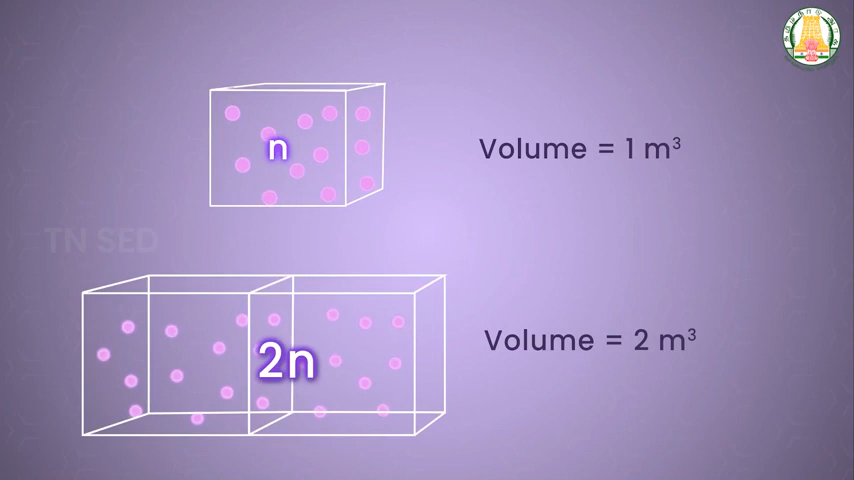 n
Volume = 1 m³
TN SED
2n
Volume = 2 m³